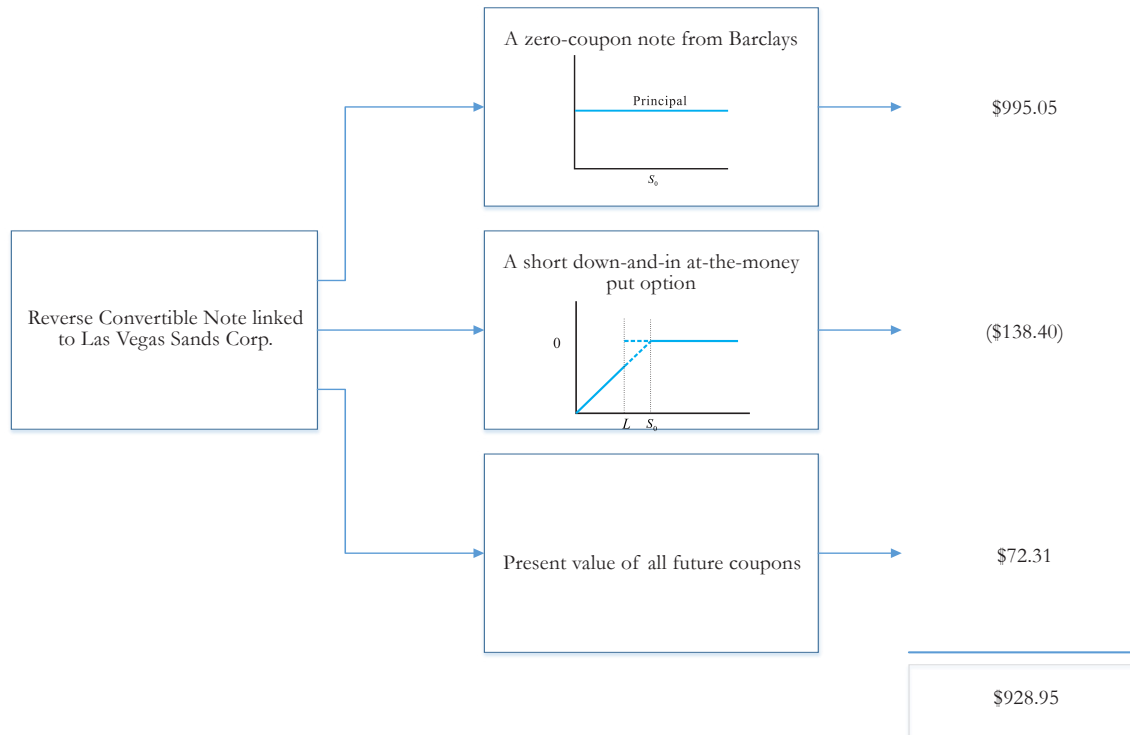 A zero-coupon note from Barclays
Principal
S₀
$995.05
Reverse Convertible Note linked
to Las Vegas Sands Corp.
A short down-and-in at-the-money
put option
0
L S₀
($138.40)
Present value of all future coupons
$72.31
$928.95